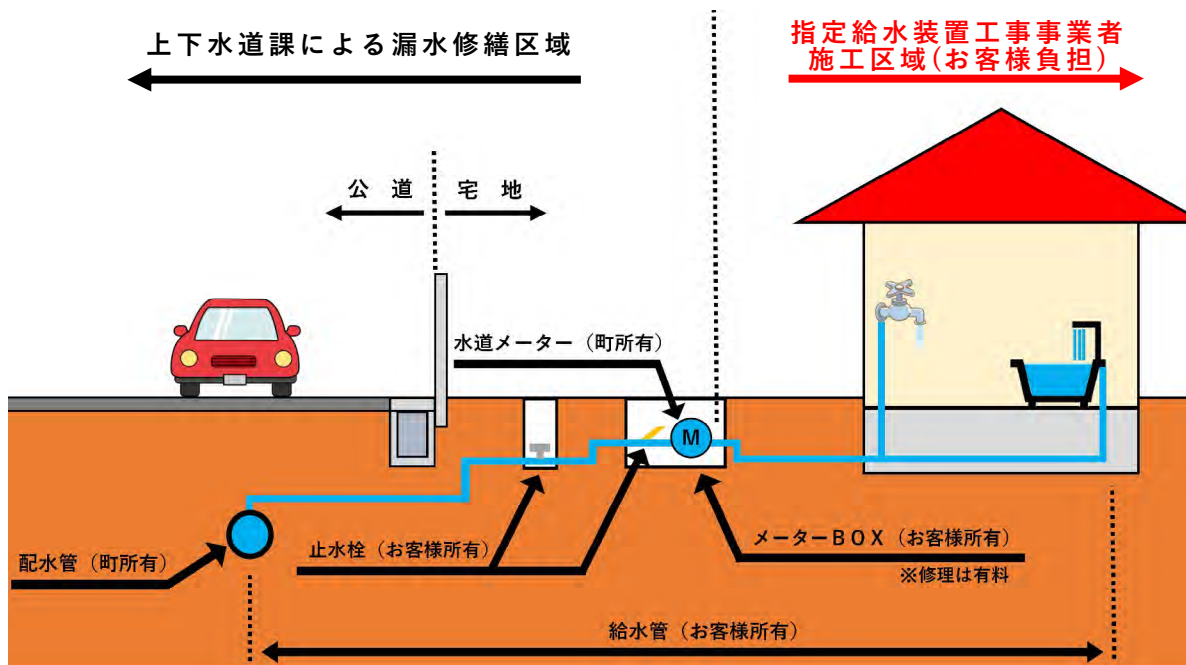 上下水道課による漏水修繕区域
指定給水装置工事事業者
施工区域(お客様負担)
公道
宅地
水道メーター（町所有）
M
配水管（町所有）
止水栓（お客様所有）
メーターＢＯＸ（お客様所有）
※修理は有料
給水管（お客様所有）